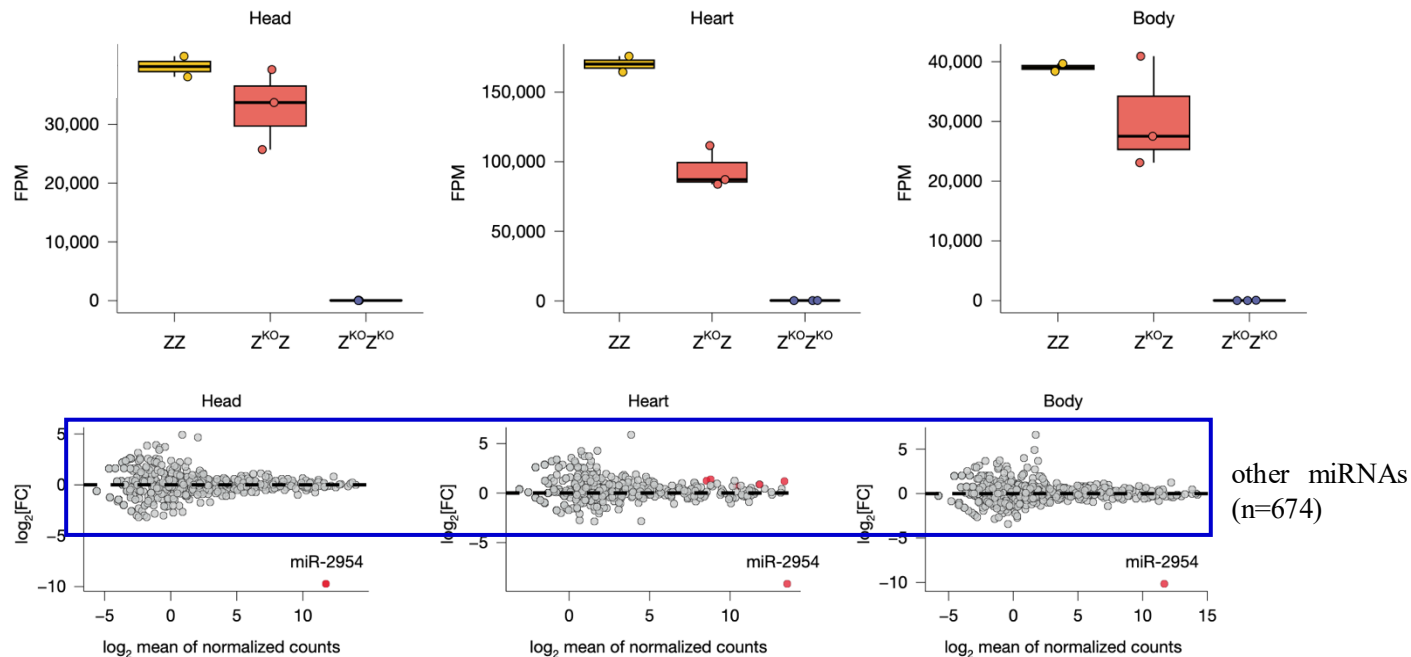 Head
FPM
30,000
20,000
10,000
0
ZZ
Z^KO Z
Z^KO Z^KO
Heart
FPM
150,000
100,000
50,000
0
ZZ
Z^KO Z
Z^KO Z^KO
Body
FPM
40,000
30,000
20,000
10,000
0
ZZ
Z^KO Z
Z^KO Z^KO
Head
log₂[FC]
5
0
−5
−10
miR-2954
−5
0
5
10
log₂ mean of normalized counts
Heart
log₂[FC]
5
0
−5
miR-2954
0
5
10
log₂ mean of normalized counts
Body
log₂[FC]
5
0
−5
−10
miR-2954
−5
0
5
10
15
log₂ mean of normalized counts
other miRNAs
(n=674)